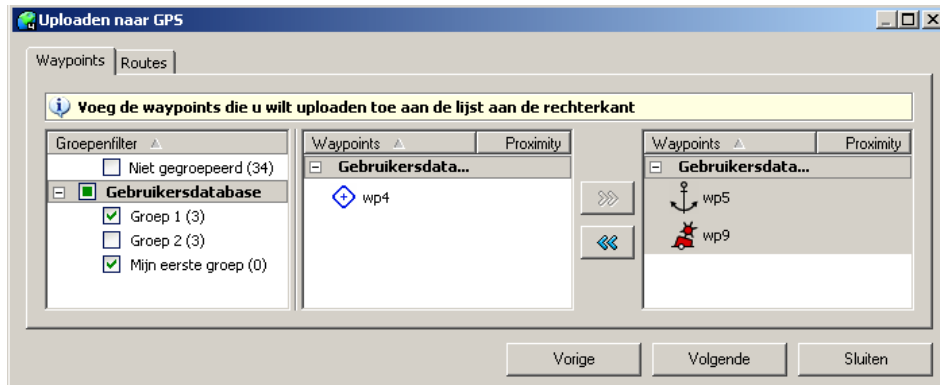 Uploaden naar GPS
Waypoints Routes
Voeg de waypoints die u wilt uploaden toe aan de lijst aan de rechterkant
Groepenfilter
Niet gegroepeerd (34)
Gebruikersdatabase
Groep 1 (3)
Groep 2 (3)
Mijn eerste groep (0)
Waypoints Proximity
Gebruikersdata...
wp4
Waypoints Proximity
Gebruikersdata...
wp5
wp9
Vorige Volgende Sluiten